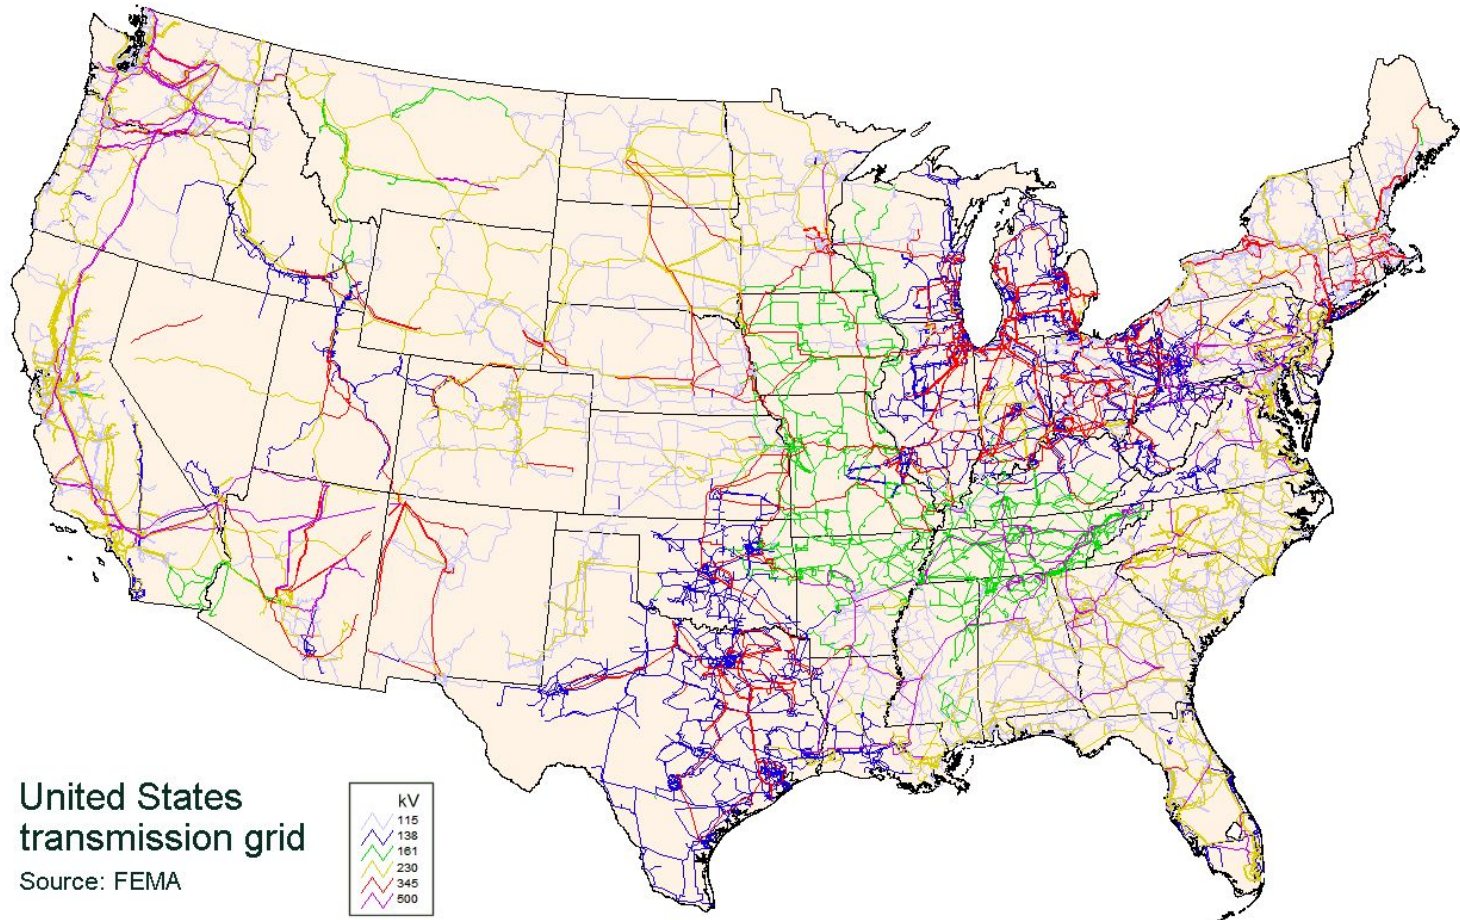 United States
transmission grid
Source: FEMA
kV
115
138
161
230
345
500